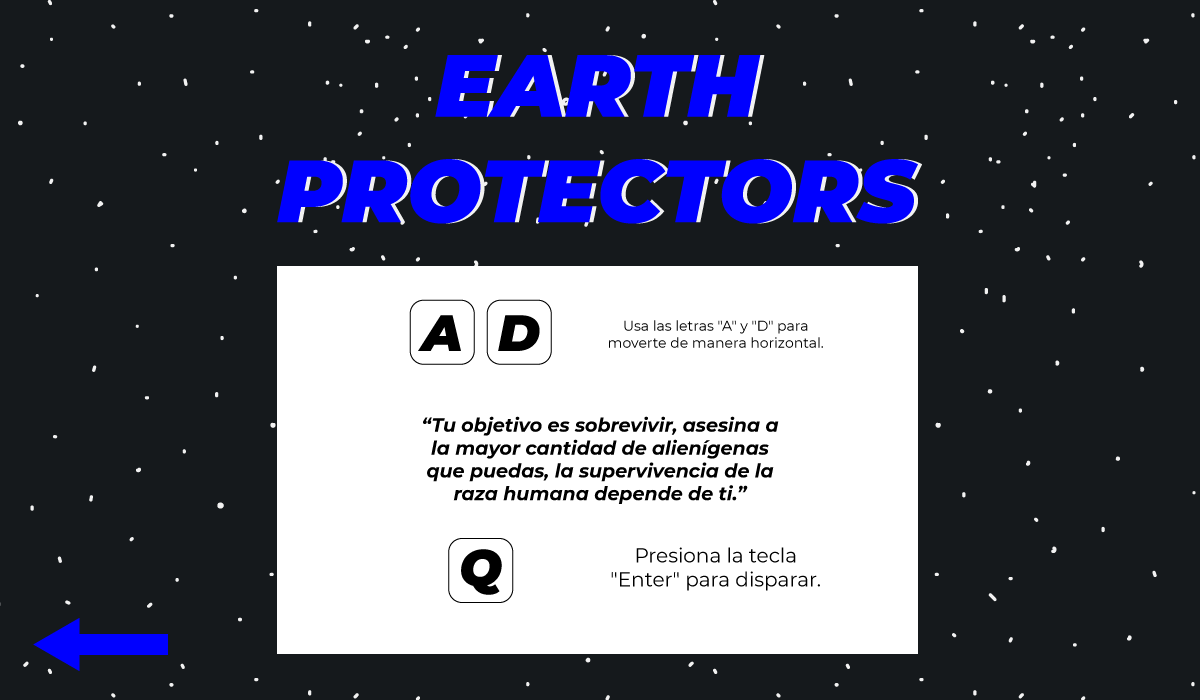 EARTH
PROTECTORS
A D
Usa las letras "A" y "D" para
moverte de manera horizontal.
“Tu objetivo es sobrevivir, asesina a
la mayor cantidad de alienígenas
que puedas, la supervivencia de la
raza humana depende de ti.”
Q
Presiona la tecla
"Enter" para disparar.